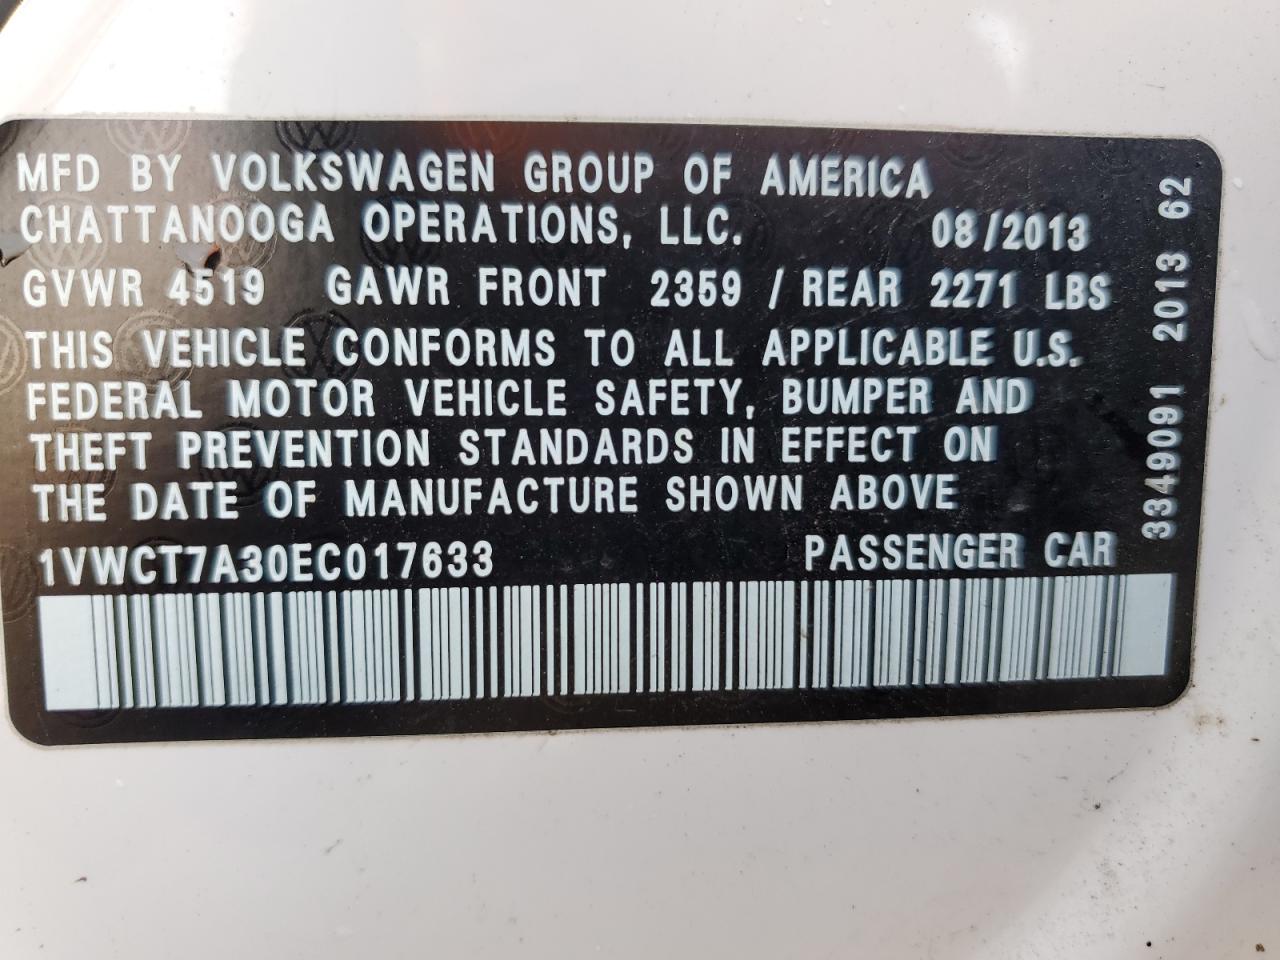 MFD BY VOLKSWAGEN GROUP OF AMERICA
CHATTANOOGA OPERATIONS, LLC. 08/2013
GVWR 4519 GAWR FRONT 2359 / REAR 2271 LBS
THIS VEHICLE CONFORMS TO ALL APPLICABLE U.S.
FEDERAL MOTOR VEHICLE SAFETY, BUMPER AND
THEFT PREVENTION STANDARDS IN EFFECT ON
THE DATE OF MANUFACTURE SHOWN ABOVE
1VWCT7A30EC017633 PASSENGER CAR
3349091 2013 62